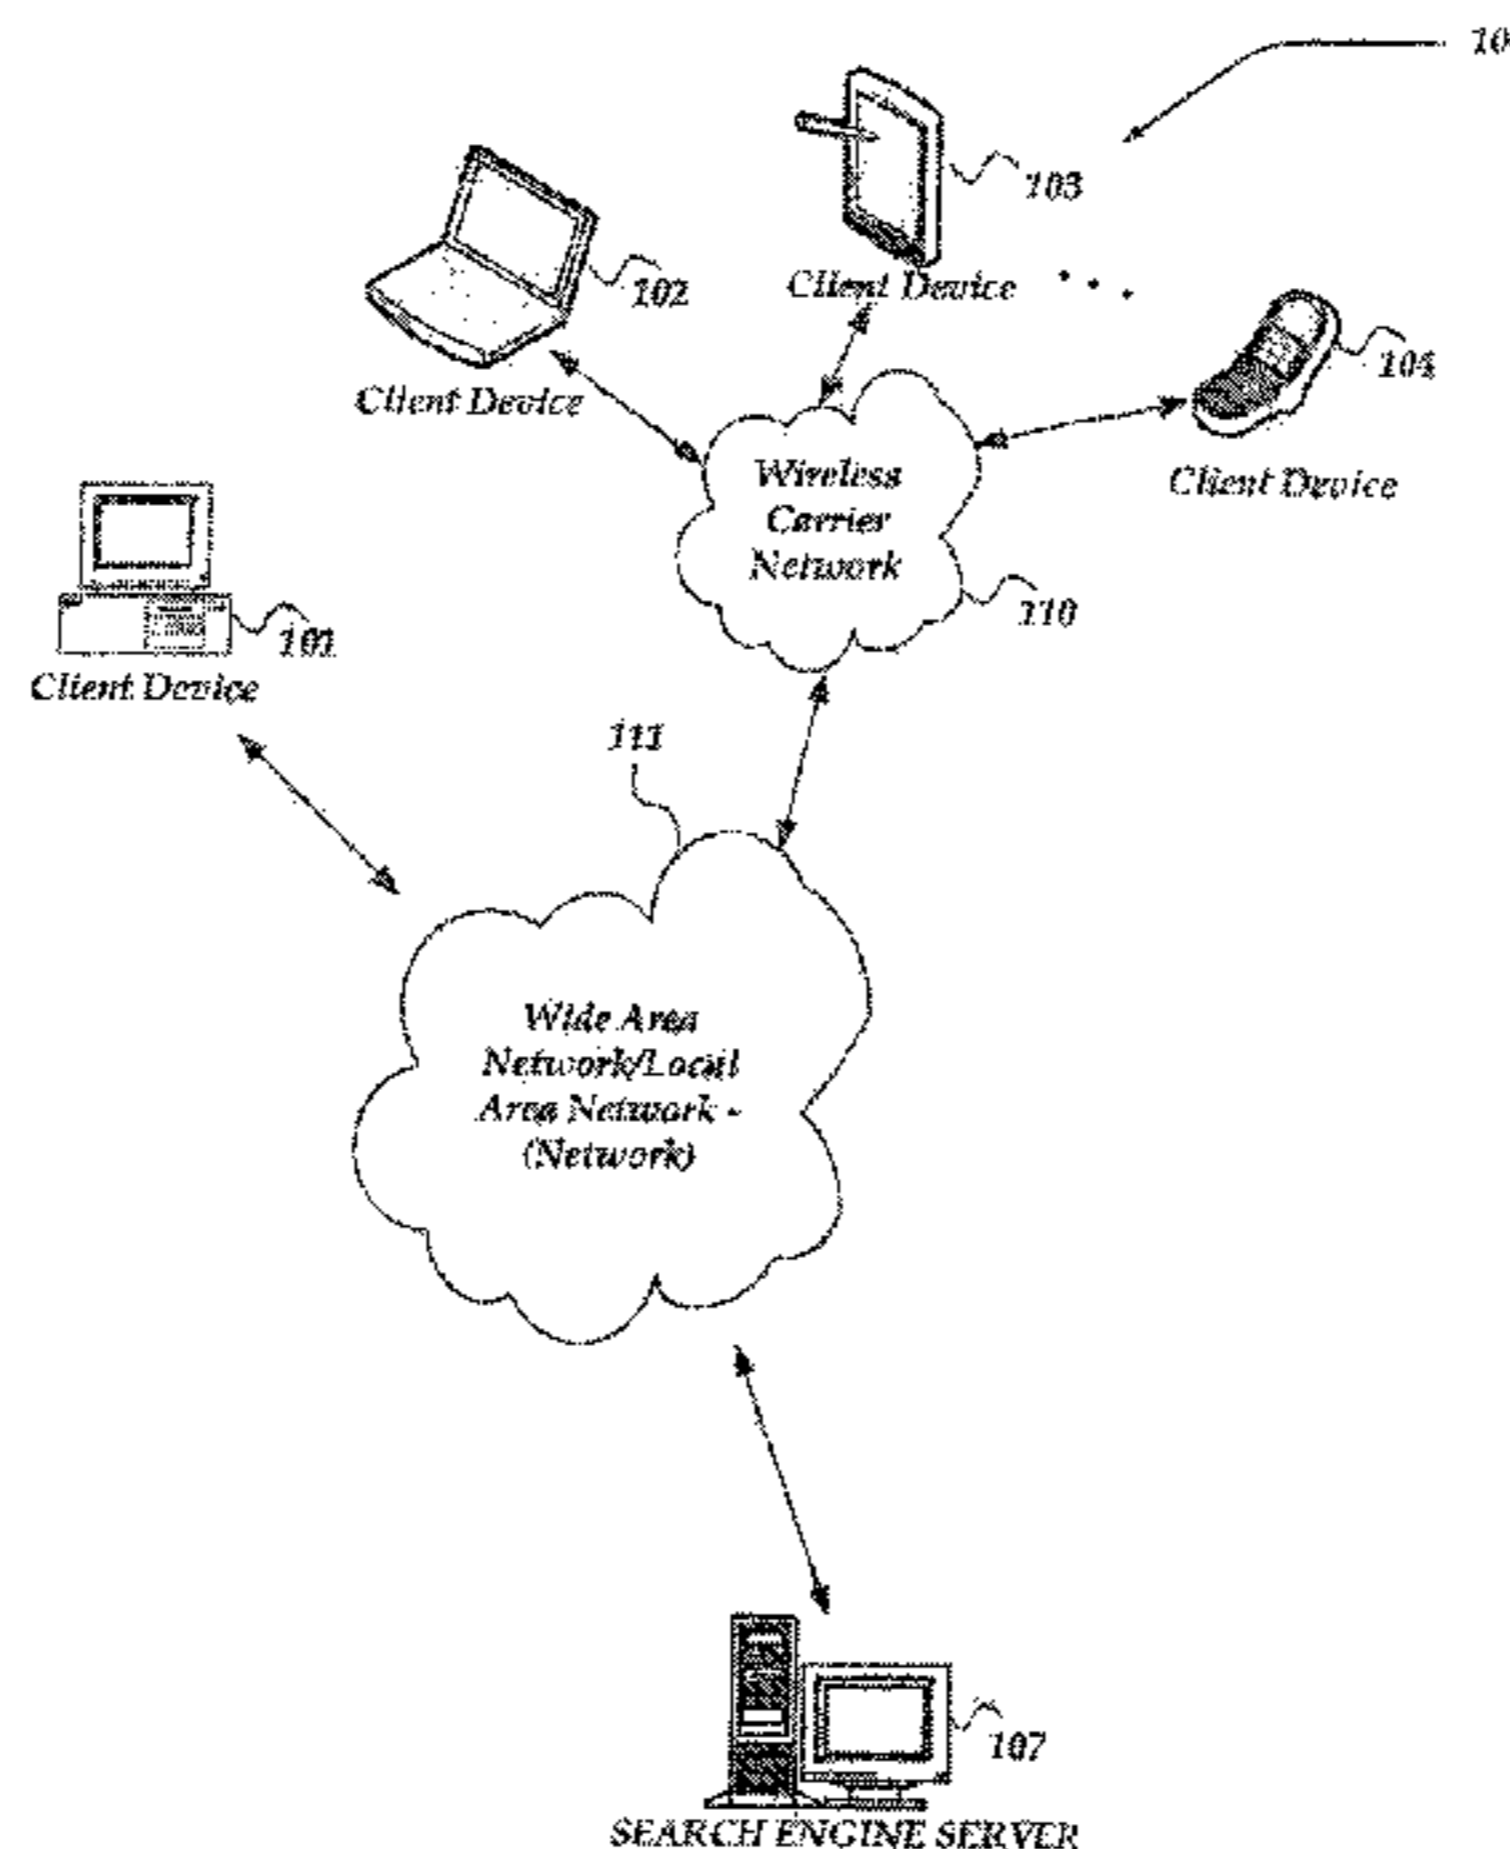 10
103
102
Client Device
104
Client Device
Wireless
Carrier
Network
Client Device
110
101
Client Device
111
Wide Area
Network/Local
Area Network -
(Network)
107
SEARCH ENGINE SERVER